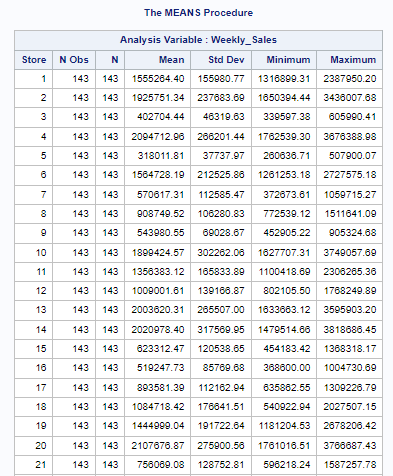 The MEANS Procedure
Analysis Variable : Weekly_Sales
Store N Obs N Mean Std Dev Minimum Maximum
1 143 143 1555264.40 155980.77 1316899.31 2387950.20
2 143 143 1925751.34 237683.69 1650394.44 3436007.68
3 143 143 402704.44 46319.63 339597.38 605990.41
4 143 143 2094712.96 266201.44 1762539.30 3676388.98
5 143 143 318011.81 37737.97 260636.71 507900.07
6 143 143 1564728.19 212525.86 1261253.18 2727575.18
7 143 143 570617.31 112585.47 372673.61 1059715.27
8 143 143 908749.52 106280.83 772539.12 1511641.09
9 143 143 543980.55 69028.67 452905.22 905324.68
10 143 143 1899424.57 302262.06 1627707.31 3749057.69
11 143 143 1356383.12 165833.89 1100418.69 2306265.36
12 143 143 1009001.61 139166.87 802105.50 1768249.89
13 143 143 2003620.31 265507.00 1633663.12 3595903.20
14 143 143 2020978.40 317569.95 1479514.66 3818686.45
15 143 143 623312.47 120538.65 454183.42 1368318.17
16 143 143 519247.73 85769.68 368600.00 1004730.69
17 143 143 893581.39 112162.94 635862.55 1309226.79
18 143 143 1084718.42 176641.51 540922.94 2027507.15
19 143 143 1444999.04 191722.64 1181204.53 2678206.42
20 143 143 2107676.87 275900.56 1761016.51 3766687.43
21 143 143 756069.08 128752.81 596218.24 1587257.78